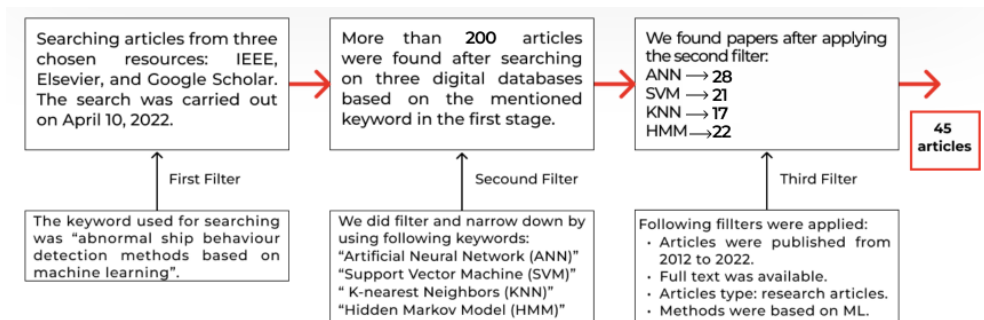 Searching articles from three
chosen resources: IEEE,
Elsevier, and Google Scholar.
The search was carried out
on April 10, 2022.
More than 200 articles
were found after searching
on three digital databases
based on the mentioned
keyword in the first stage.
We found papers after applying
the second filter:
ANN → 28
SVM → 21
KNN → 17
HMM → 22
45
articles
First Filter
Secound Filter
Third Filter
The keyword used for searching
was “abnormal ship behaviour
detection methods based on
machine learning”.
We did filter and narrow down by
using following keywords:
“Artificial Neural Network (ANN)”
“Support Vector Machine (SVM)”
“ K-nearest Neighbors (KNN)”
“Hidden Markov Model (HMM)”
Following fillters were applied:
· Articles were published from
2012 to 2022.
· Full text was available.
· Articles type: research articles.
· Methods were based on ML.